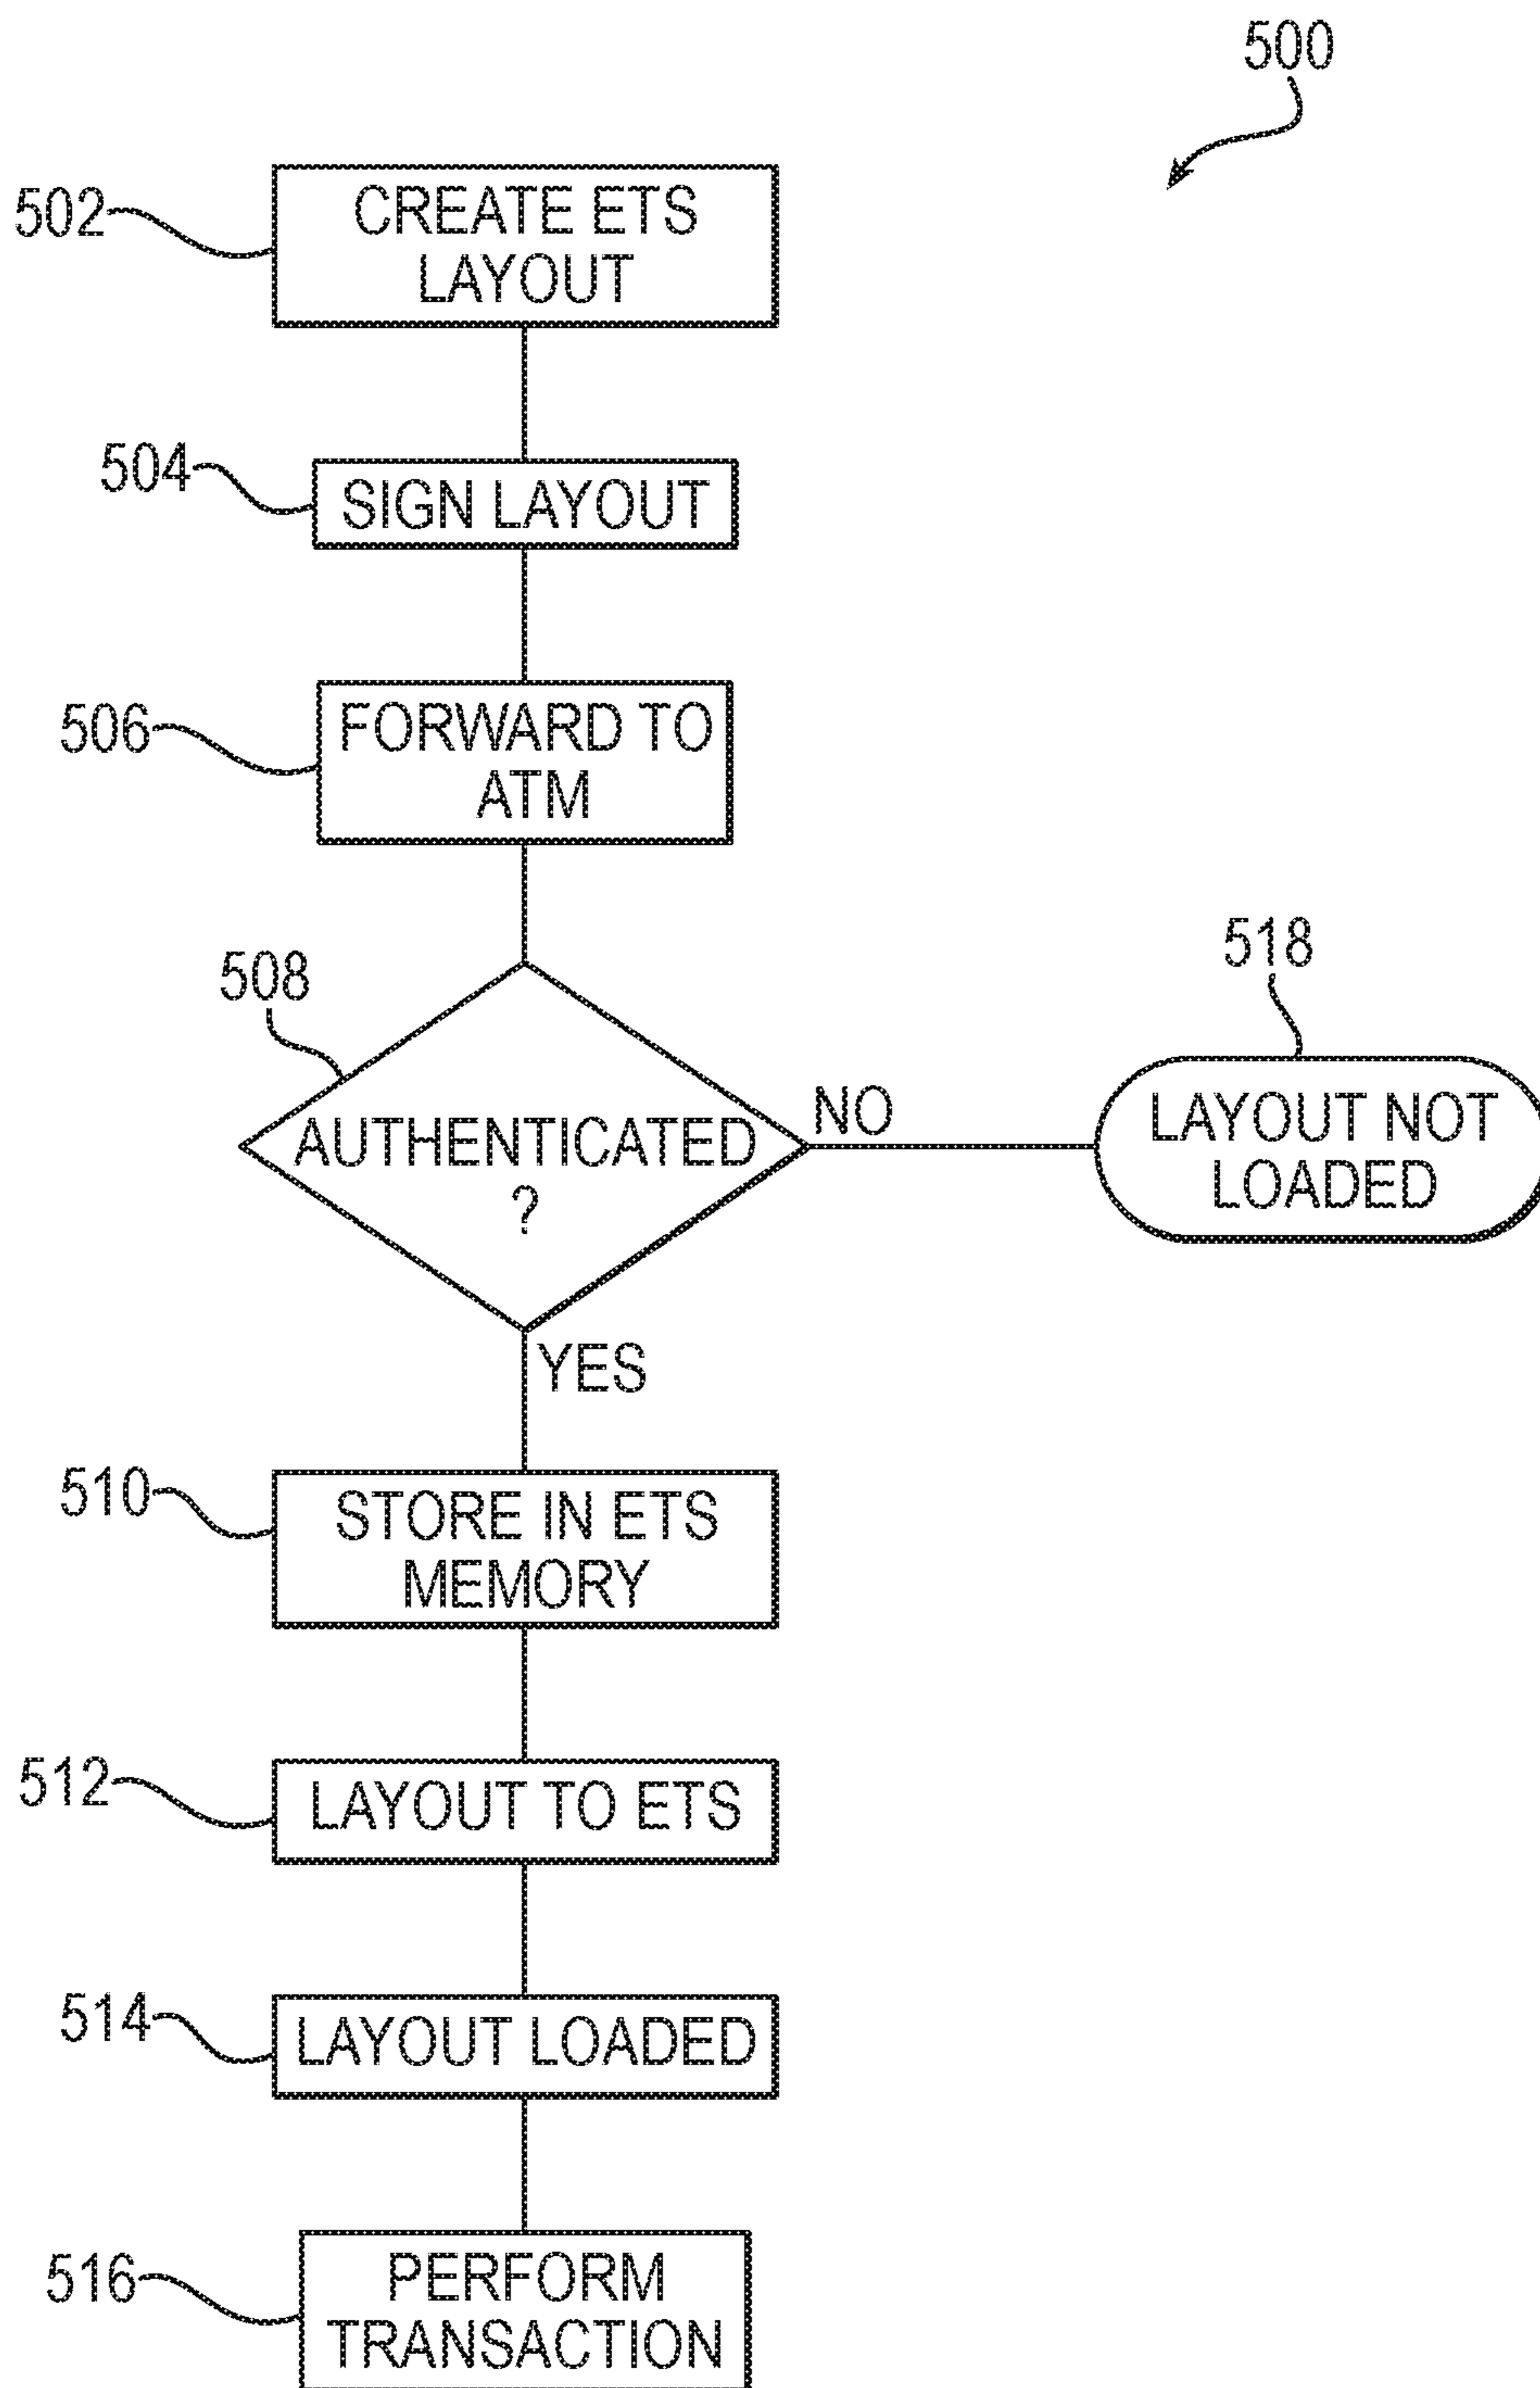 500
502
CREATE ETS
LAYOUT
504
SIGN LAYOUT
506
FORWARD TO
ATM
508
AUTHENTICATED
?
NO
518
LAYOUT NOT
LOADED
YES
510
STORE IN ETS
MEMORY
512
LAYOUT TO ETS
514
LAYOUT LOADED
516
PERFORM
TRANSACTION